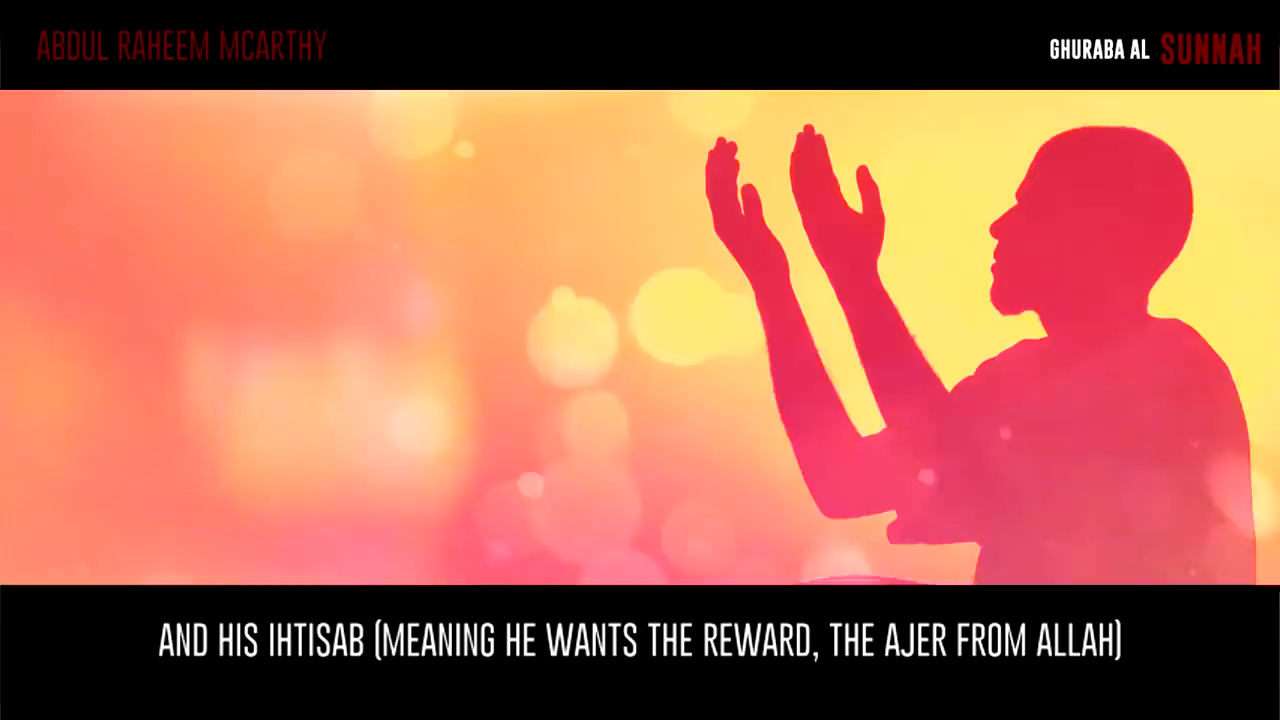 ABDUL RAHEEM MCARTHY
GHURABA AL SUNNAH
AND HIS IHTISAB (MEANING HE WANTS THE REWARD, THE AJER FROM ALLAH)